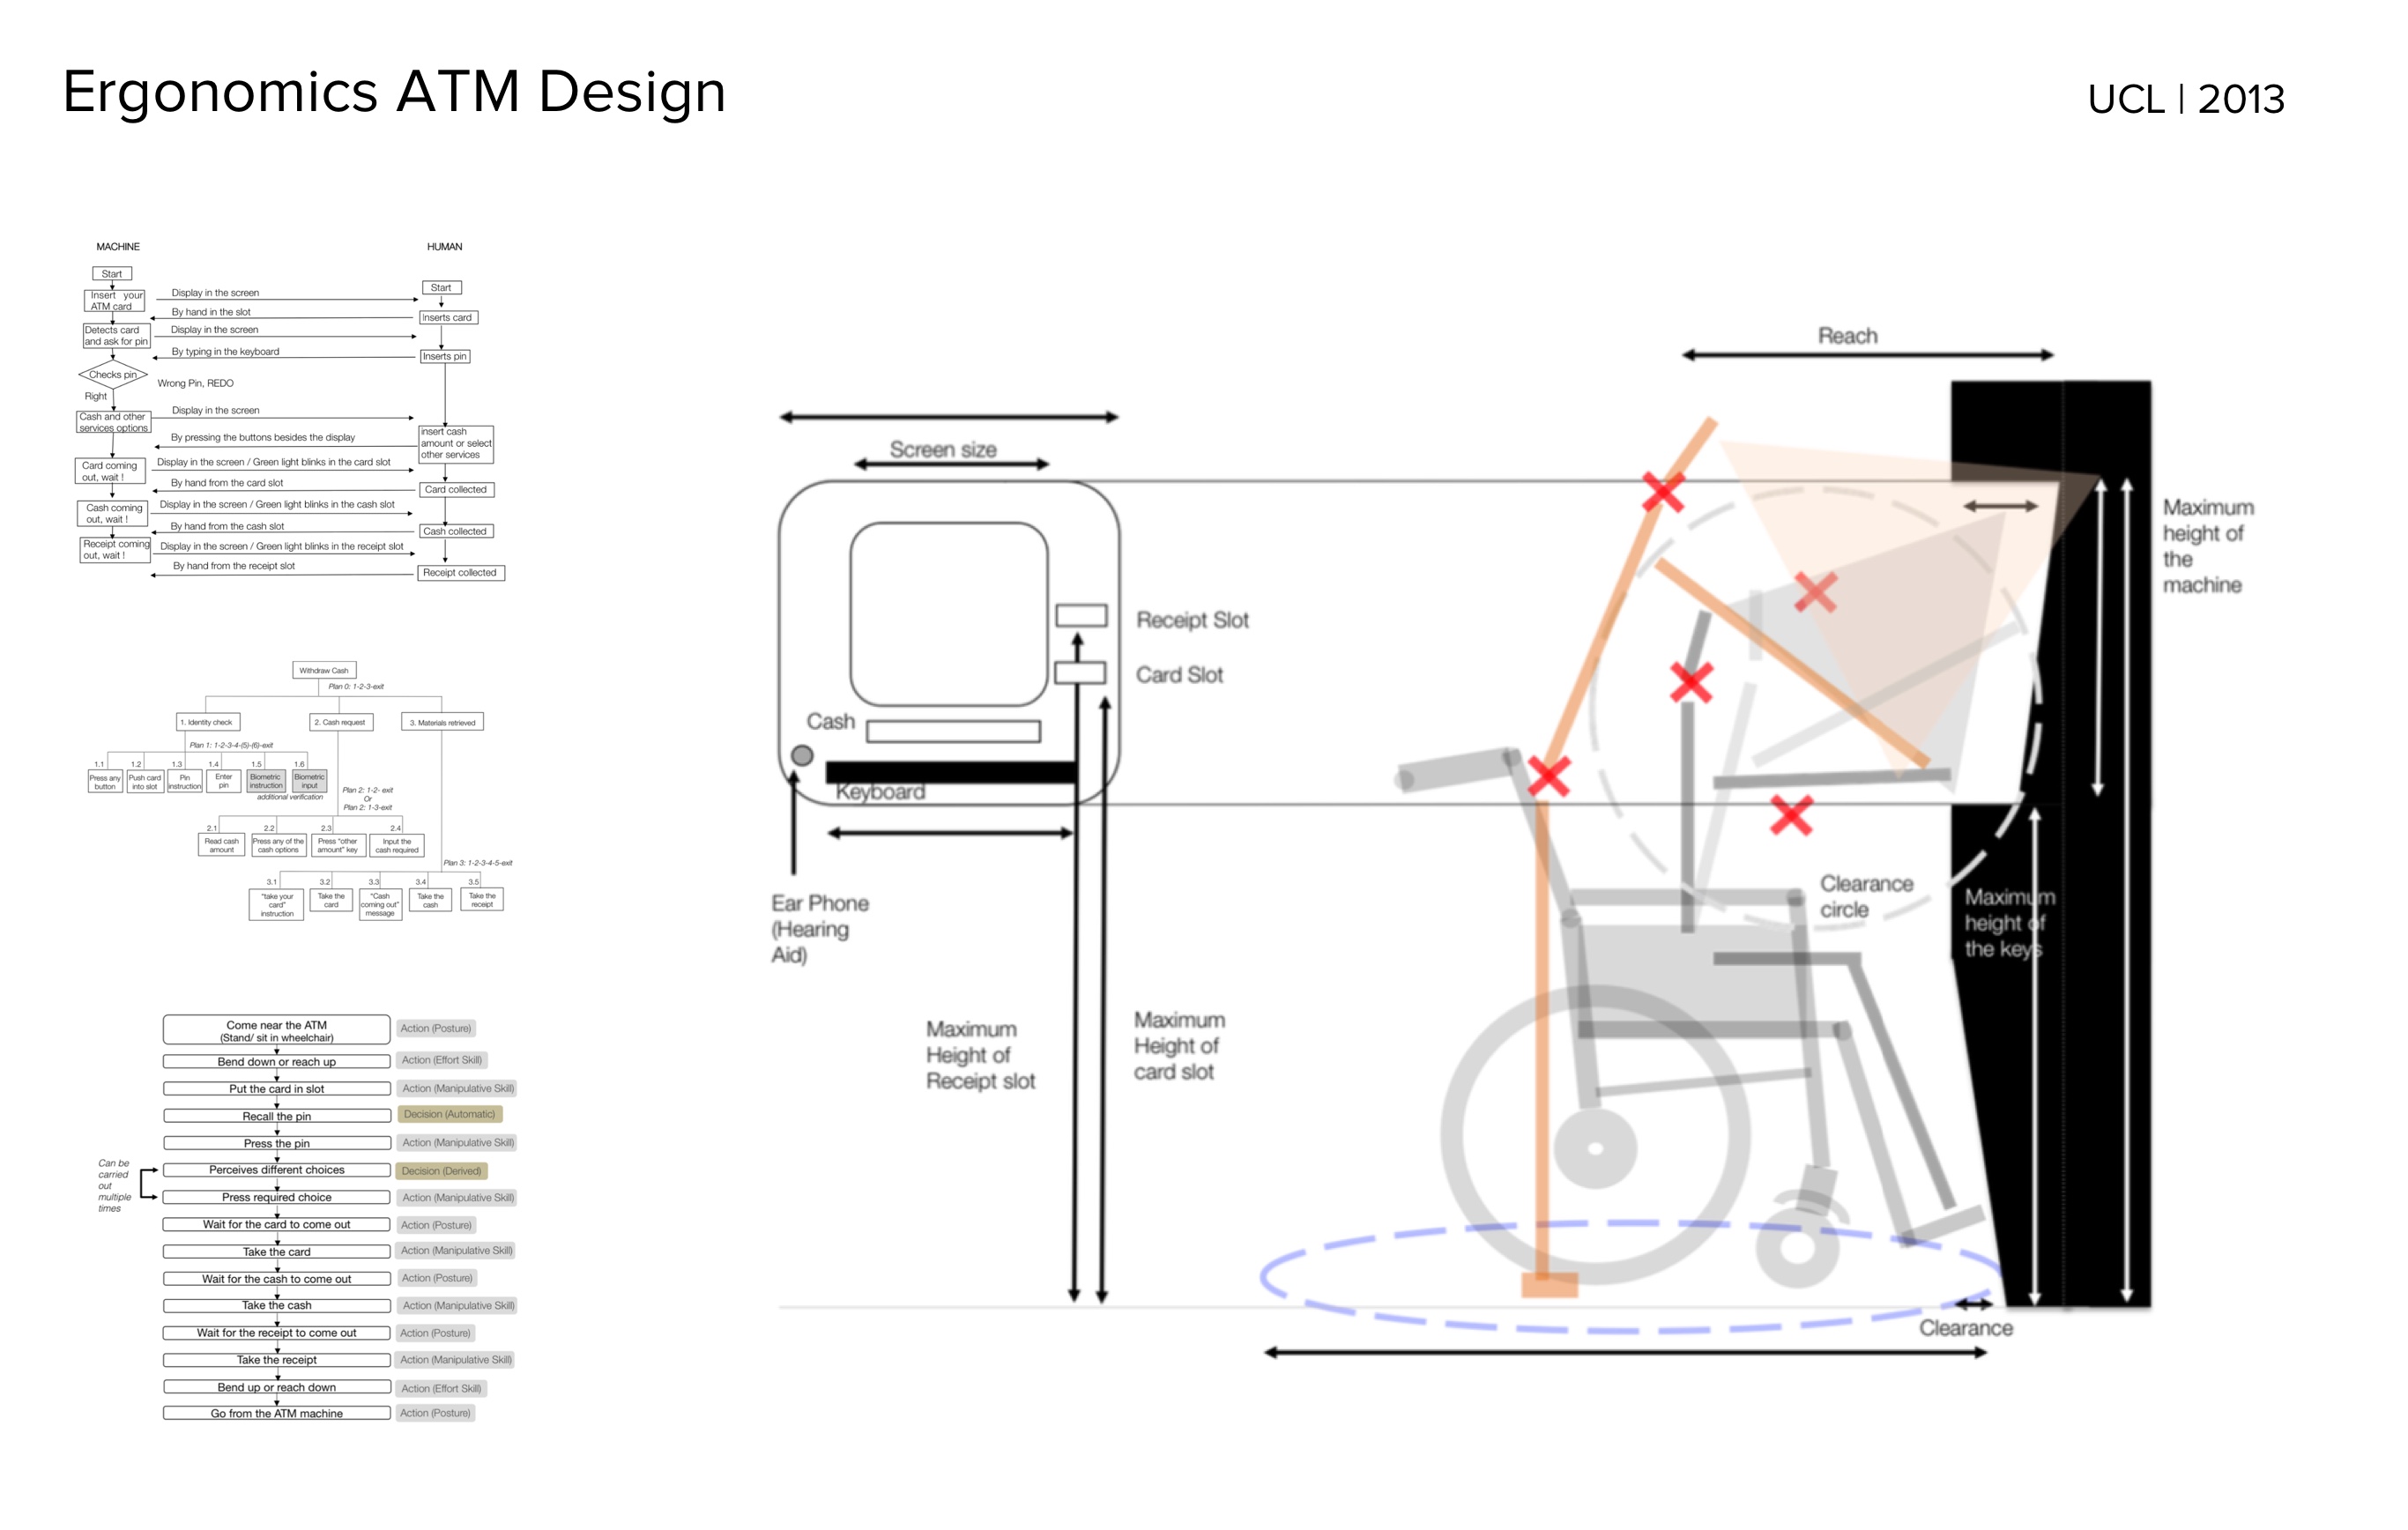 Ergonomics ATM Design
UCL | 2013
MACHINE
HUMAN
Start
Start
Insert your
ATM card
Display in the screen
Inserts card
By hand in the slot
Detects card
and ask for pin
Display in the screen
Inserts pin
By typing in the keyboard
Checks pin
Wrong Pin, REDO
Right
Cash and other
services options
Display in the screen
insert cash
amount or select
other services
By pressing the buttons besides the display
Card coming
out, wait !
Display in the screen / Green light blinks in the card slot
Card collected
By hand from the card slot
Cash coming
out, wait !
Display in the screen / Green light blinks in the cash slot
Cash collected
By hand from the cash slot
Receipt coming
out, wait !
Display in the screen / Green light blinks in the receipt slot
Receipt collected
By hand from the receipt slot
Withdraw Cash
Plan 0: 1-2-3-exit
1. Identity check
2. Cash request
3. Materials retrieved
Plan 1: 1-2-3-4-(5)-(6)-exit
1.1
Press any
button
1.2
Push card
into slot
1.3
Pin
instruction
1.4
Enter
pin
1.5
Biometric
instruction
1.6
Biometric
input
additional verification
Plan 2: 1-2- exit
Or
Plan 2: 1-3-exit
2.1
Read cash
amount
2.2
Press any of the
cash options
2.3
Press "other
amount" key
2.4
Input the
cash required
Plan 3: 1-2-3-4-5-exit
3.1
"take your
card"
instruction
3.2
Take the
card
3.3
"Cash
coming out"
message
3.4
Take the
cash
3.5
Take the
receipt
Come near the ATM
(Stand/ sit in wheelchair)
Action (Posture)
Bend down or reach up
Action (Effort Skill)
Put the card in slot
Action (Manipulative Skill)
Recall the pin
Decision (Automatic)
Press the pin
Action (Manipulative Skill)
Can be
carried
out
multiple
times
Perceives different choices
Decision (Derived)
Press required choice
Action (Manipulative Skill)
Wait for the card to come out
Action (Posture)
Take the card
Action (Manipulative Skill)
Wait for the cash to come out
Action (Posture)
Take the cash
Action (Manipulative Skill)
Wait for the receipt to come out
Action (Posture)
Take the receipt
Action (Manipulative Skill)
Bend up or reach down
Action (Effort Skill)
Go from the ATM machine
Action (Posture)
Screen size
Receipt Slot
Card Slot
Cash
Keyboard
Ear Phone
(Hearing
Aid)
Maximum
Height of
Receipt slot
Maximum
Height of
card slot
Reach
Maximum
height of
the
machine
Clearance
circle
Maximum
height of
the keys
Clearance